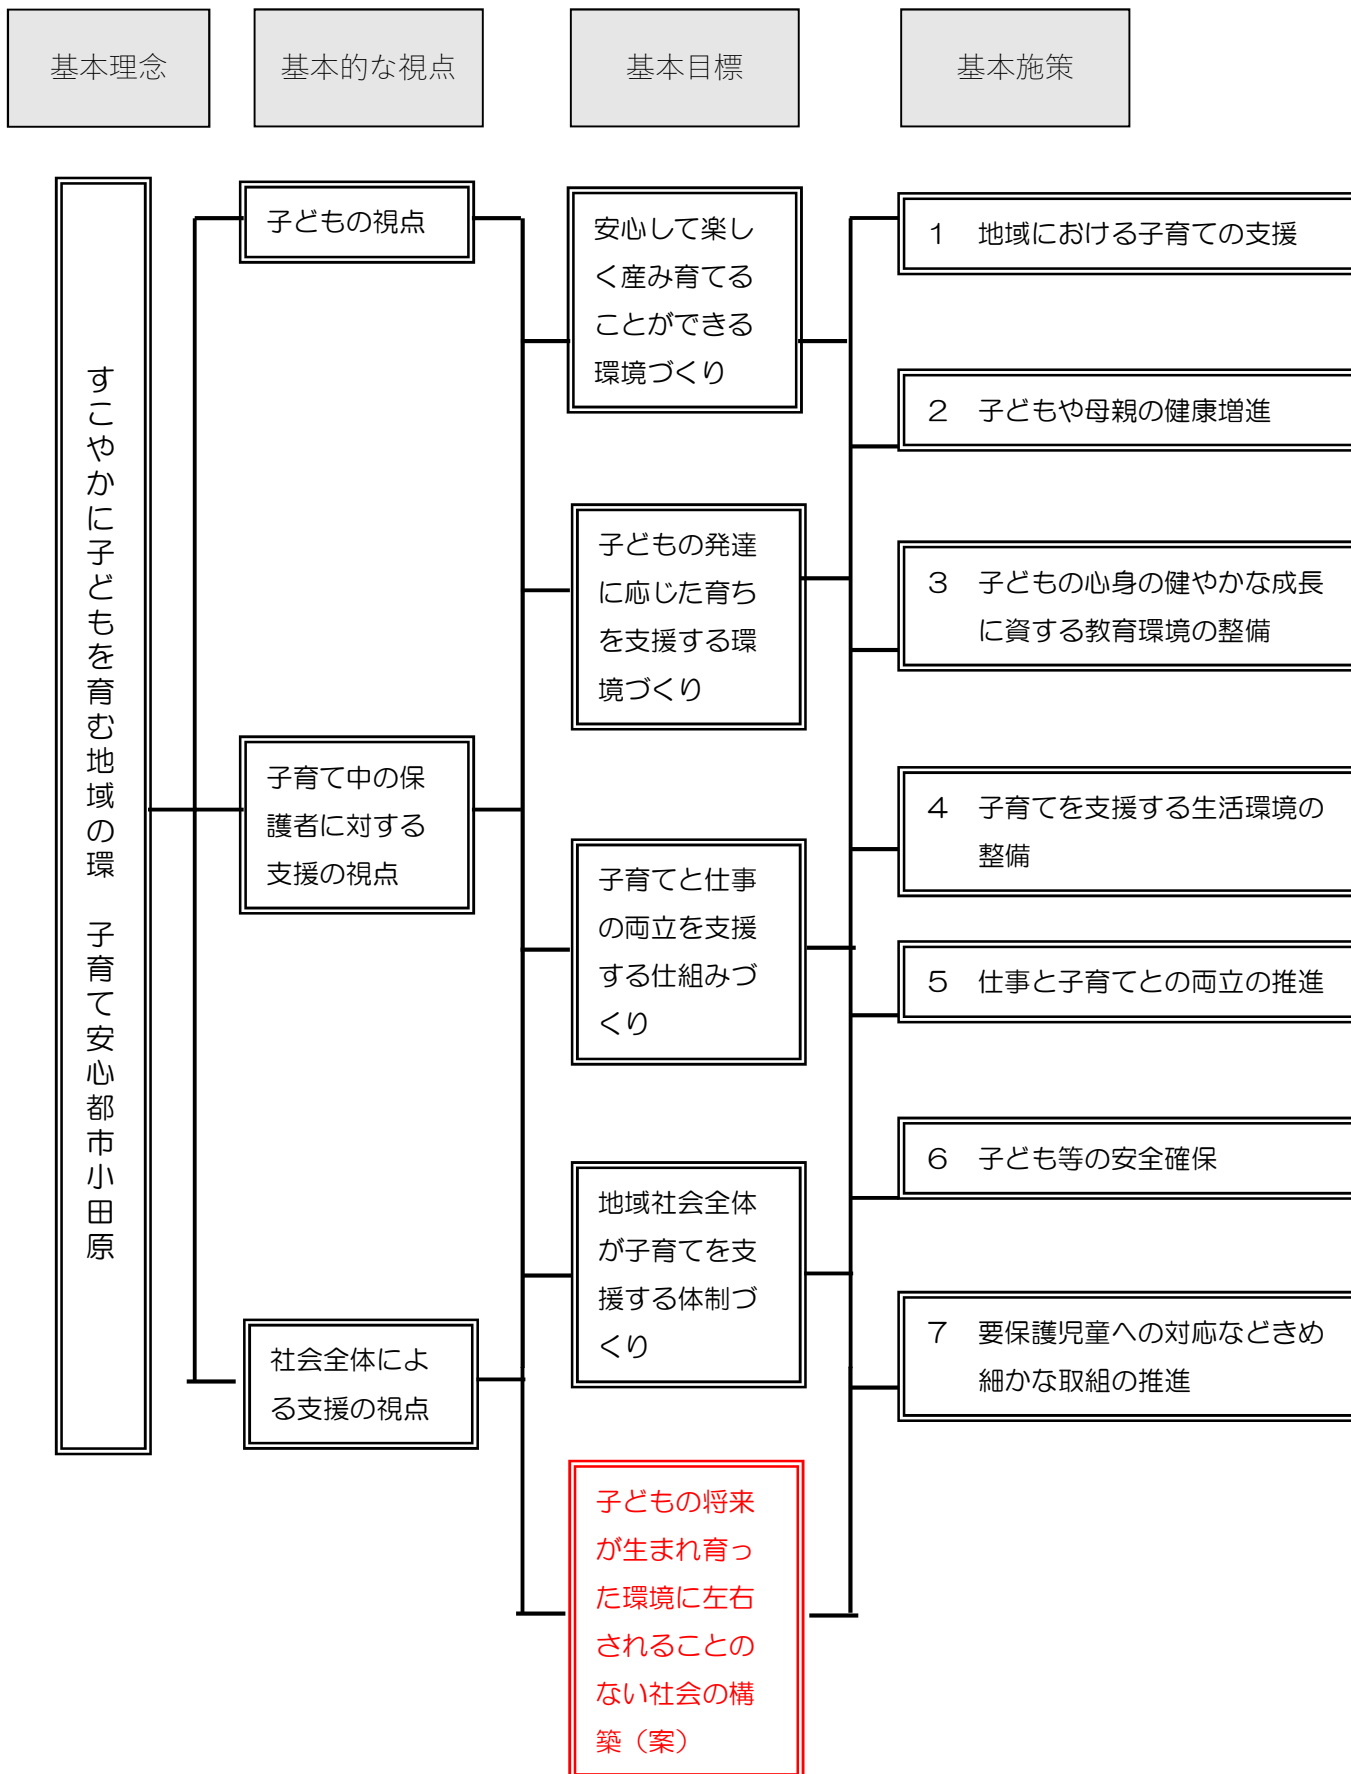 基本理念
基本的な視点
基本目標
基本施策
すこやかに子どもを育む地域の環　子育て安心都市小田原
子どもの視点
子育て中の保
護者に対する
支援の視点
社会全体によ
る支援の視点
安心して楽し
く産み育てる
ことができる
環境づくり
子どもの発達
に応じた育ち
を支援する環
境づくり
子育てと仕事
の両立を支援
する仕組みづ
くり
地域社会全体
が子育てを支
援する体制づ
くり
子どもの将来
が生まれ育っ
た環境に左右
されることの
ない社会の構
築（案）
１　地域における子育ての支援
２　子どもや母親の健康増進
３　子どもの心身の健やかな成長
に資する教育環境の整備
４　子育てを支援する生活環境の
整備
５　仕事と子育てとの両立の推進
６　子ども等の安全確保
７　要保護児童への対応などきめ
細かな取組の推進